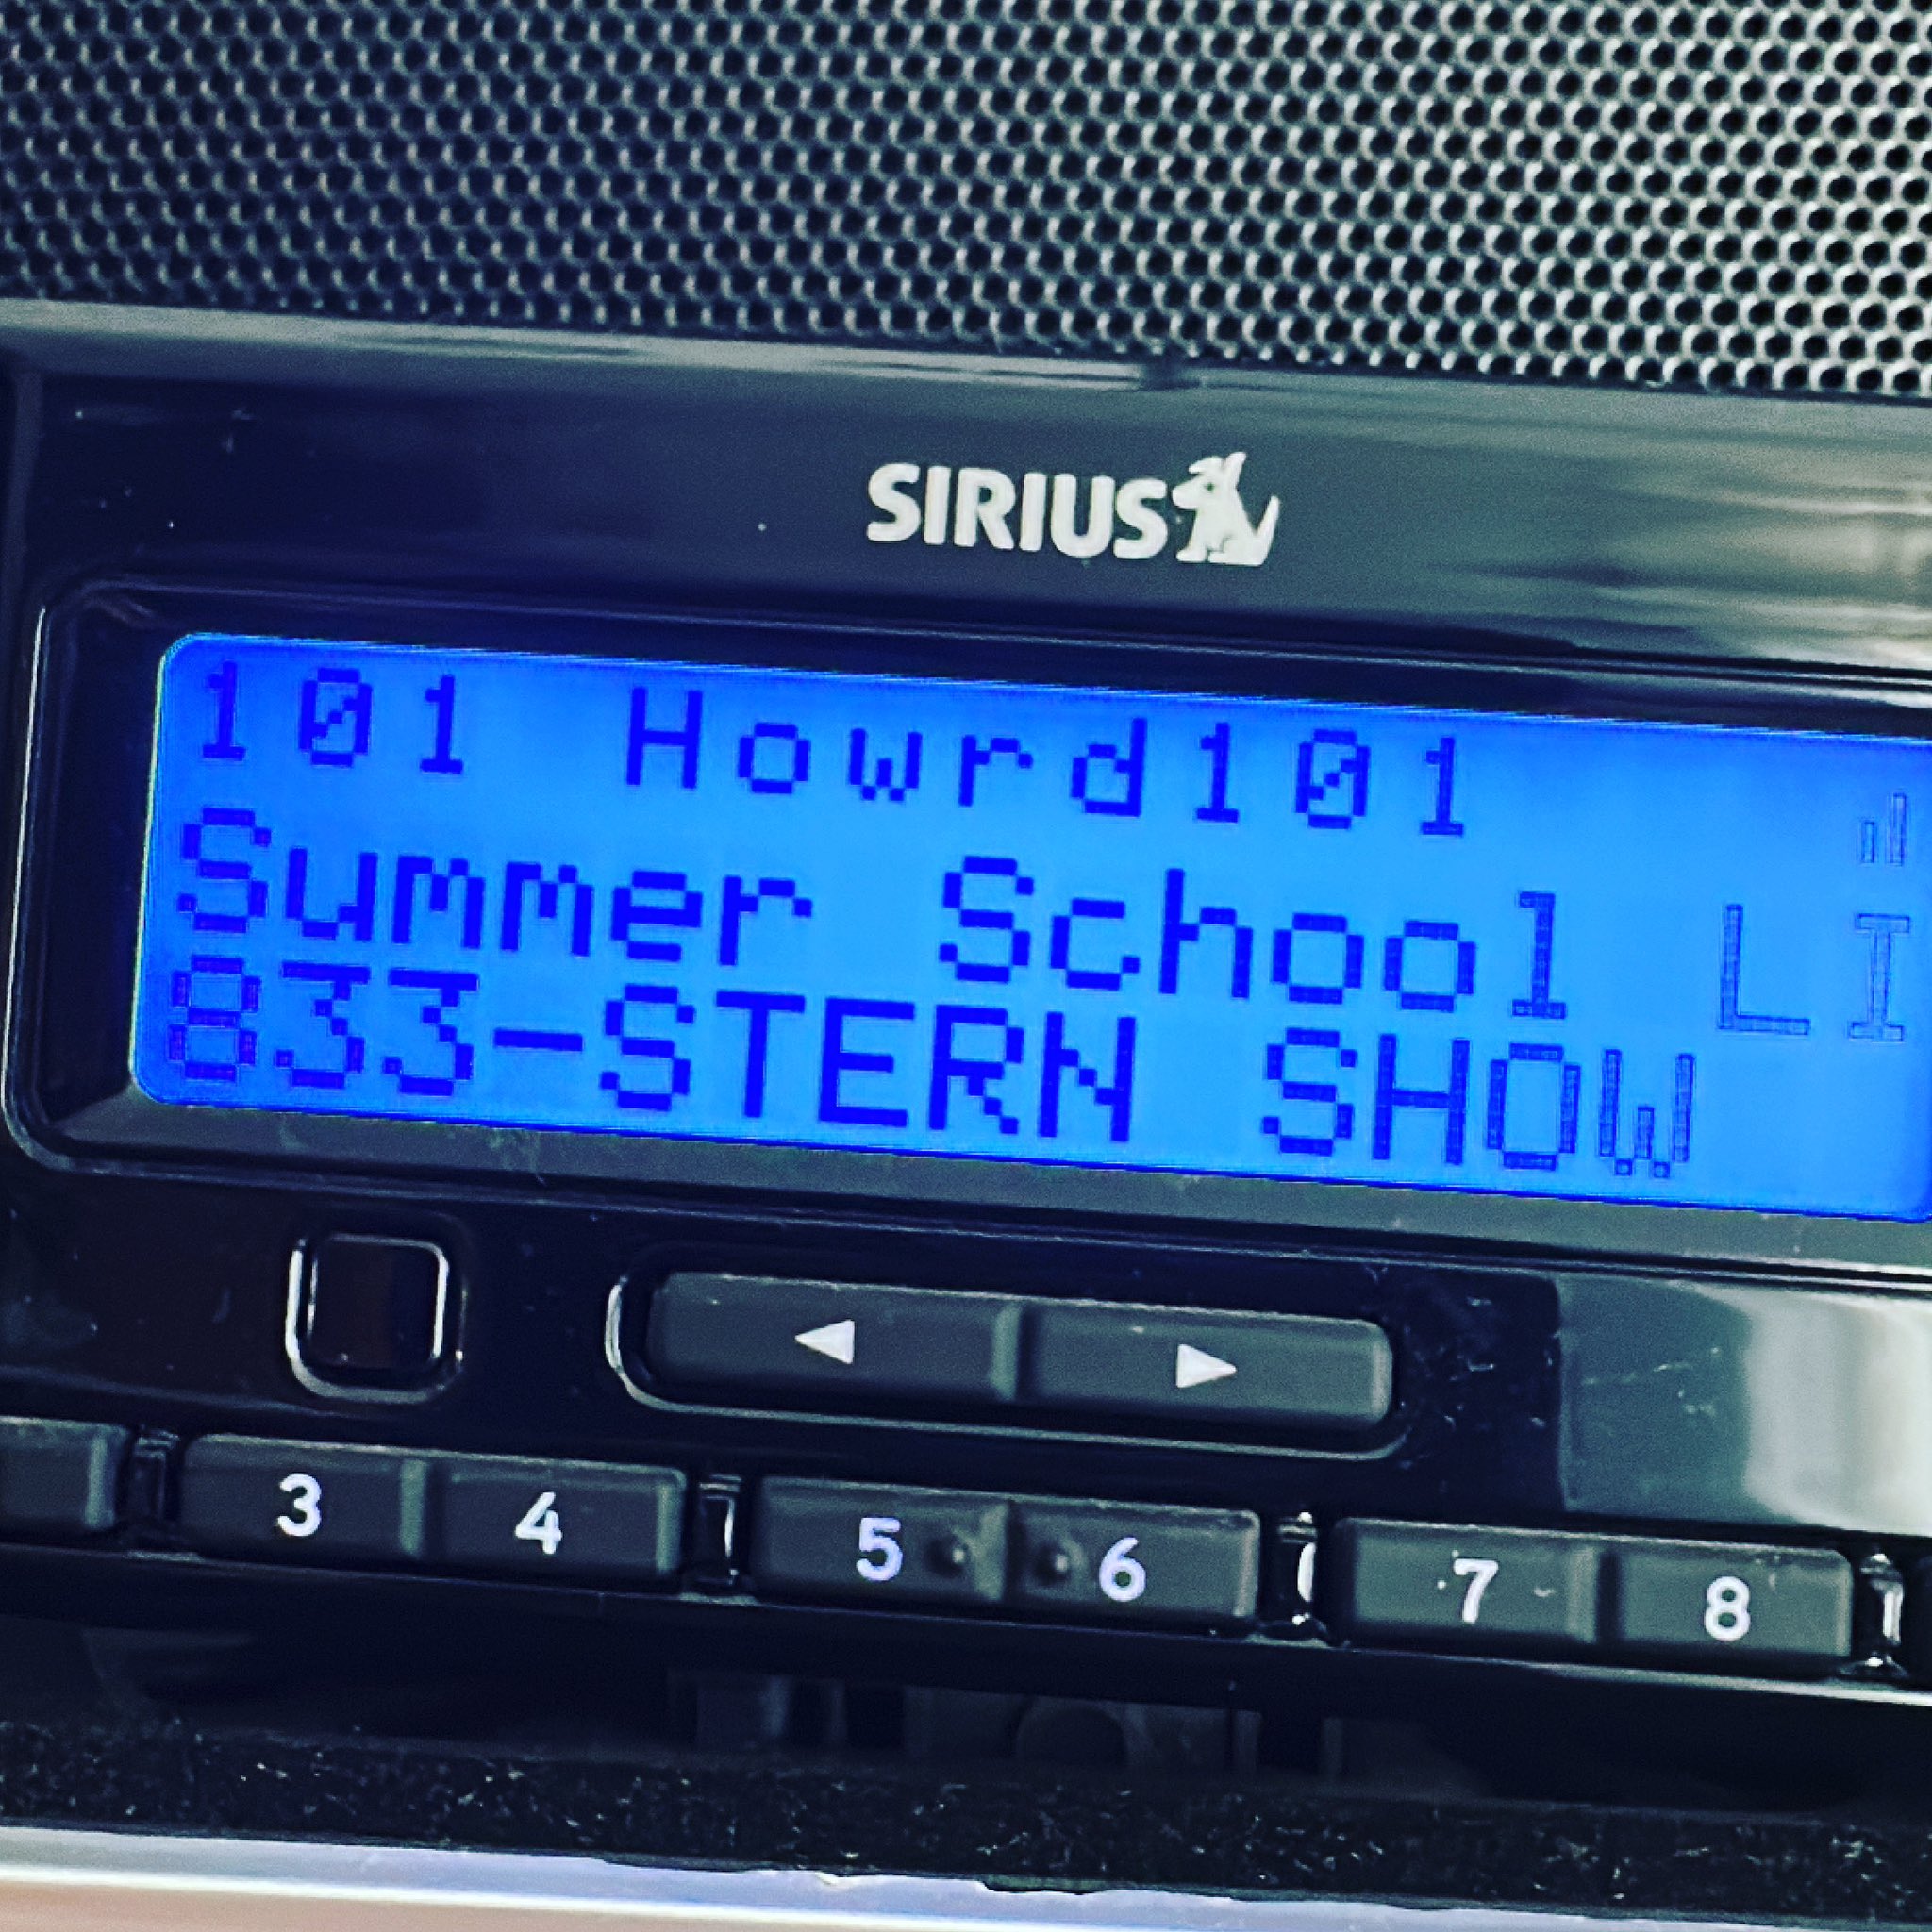 SIRIUS
101 Howrd101
Summer School LI
833-STERN SHOW
3 4 5 6 7 8